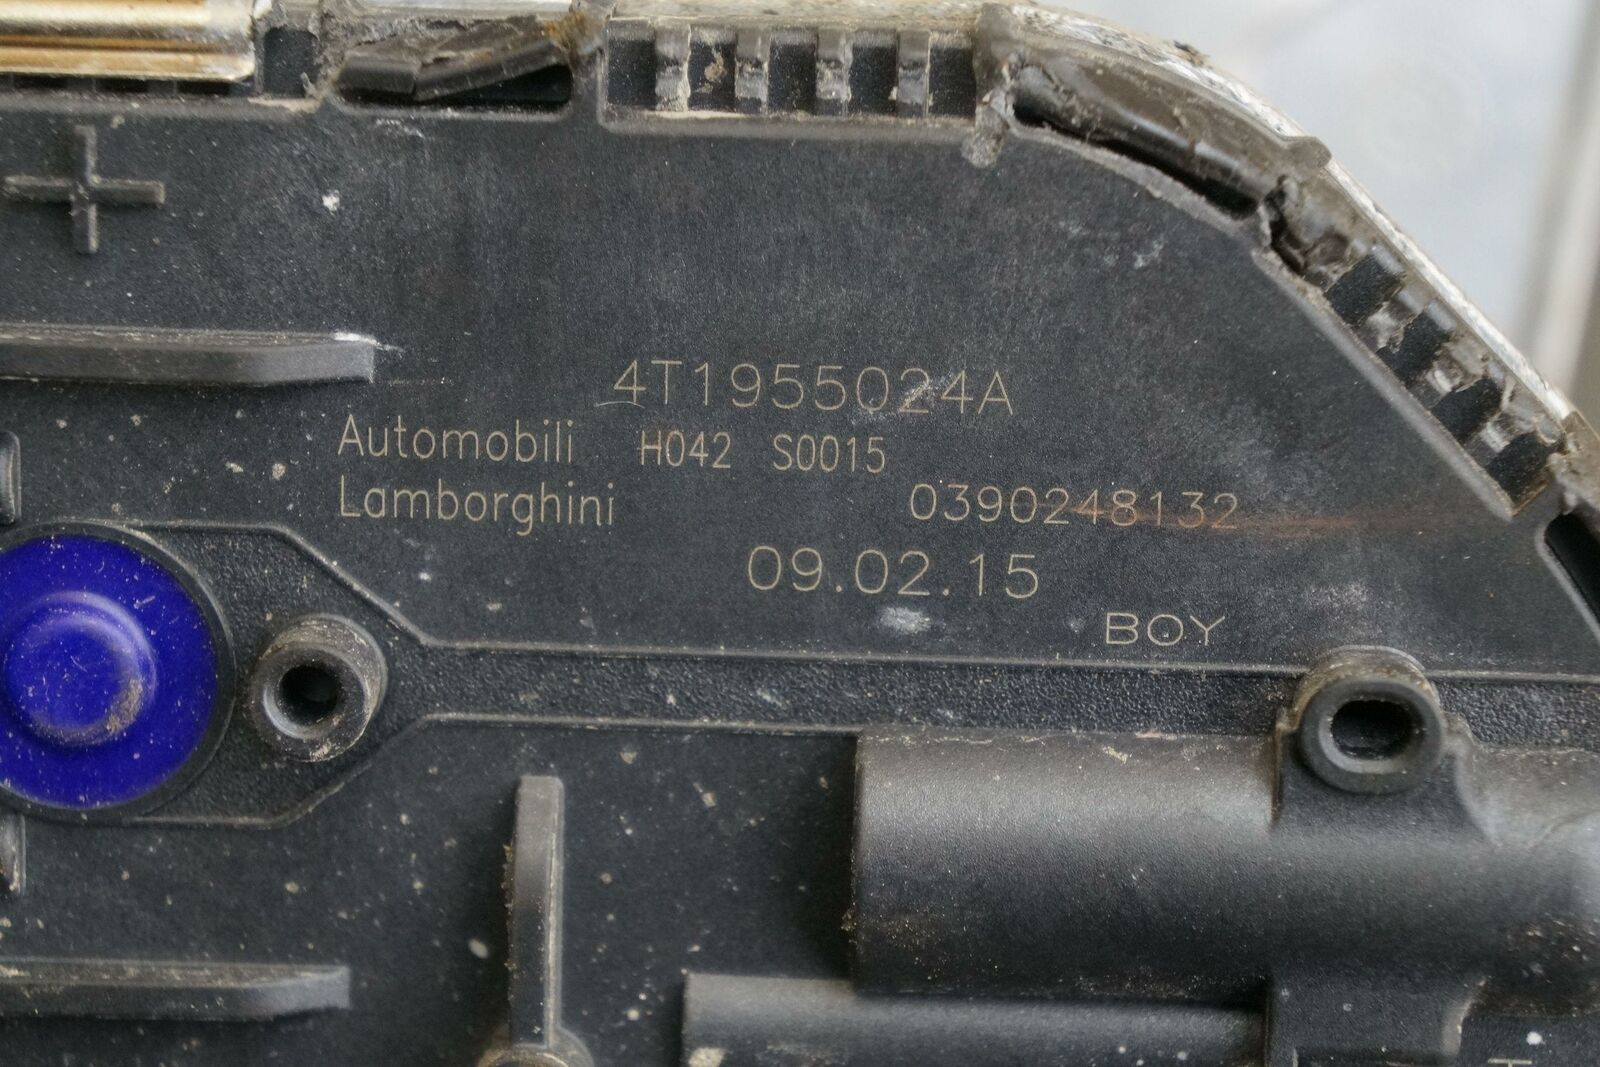 4T1955024A
Automobili H042 S0015
Lamborghini
0390248132
09.02.15
BOY